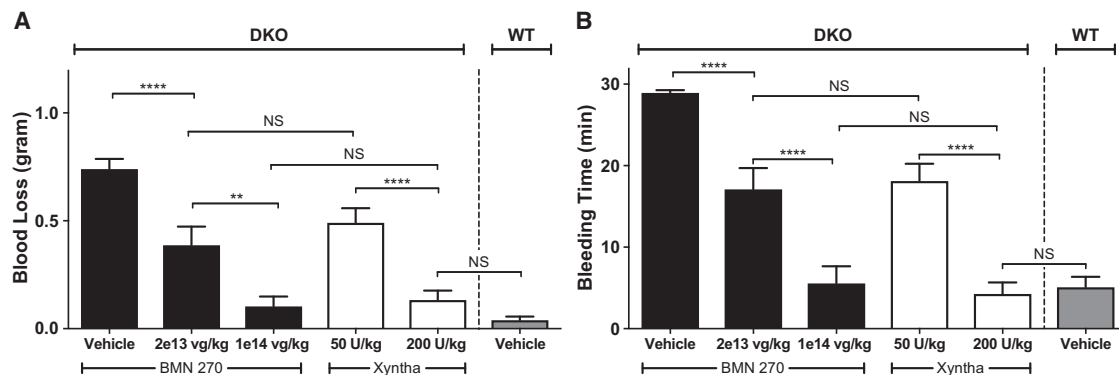 A
DKO
WT
Blood Loss (gram)
1.0
0.5
0.0
****
NS
NS
**
****
NS
Vehicle 2e13 vg/kg 1e14 vg/kg 50 U/kg 200 U/kg Vehicle
BMN 270 Xyntha
B
DKO
WT
Bleeding Time (min)
30
20
10
0
****
NS
NS
****
****
NS
Vehicle 2e13 vg/kg 1e14 vg/kg 50 U/kg 200 U/kg Vehicle
BMN 270 Xyntha